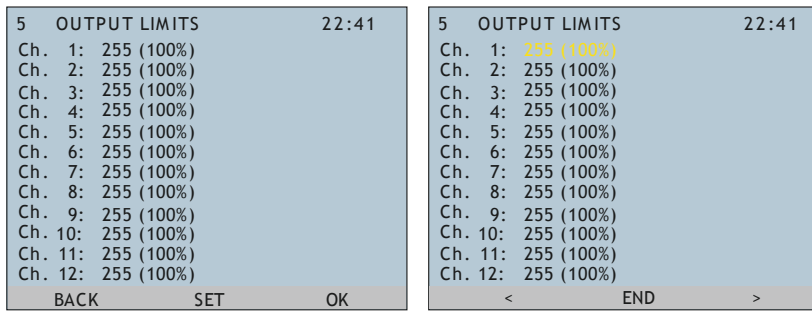 5 OUTPUT LIMITS 22:41
Ch. 1: 255 (100%)
Ch. 2: 255 (100%)
Ch. 3: 255 (100%)
Ch. 4: 255 (100%)
Ch. 5: 255 (100%)
Ch. 6: 255 (100%)
Ch. 7: 255 (100%)
Ch. 8: 255 (100%)
Ch. 9: 255 (100%)
Ch. 10: 255 (100%)
Ch. 11: 255 (100%)
Ch. 12: 255 (100%)
BACK SET OK
5 OUTPUT LIMITS 22:41
Ch. 1: 255 (100%)
Ch. 2: 255 (100%)
Ch. 3: 255 (100%)
Ch. 4: 255 (100%)
Ch. 5: 255 (100%)
Ch. 6: 255 (100%)
Ch. 7: 255 (100%)
Ch. 8: 255 (100%)
Ch. 9: 255 (100%)
Ch. 10: 255 (100%)
Ch. 11: 255 (100%)
Ch. 12: 255 (100%)
< END >